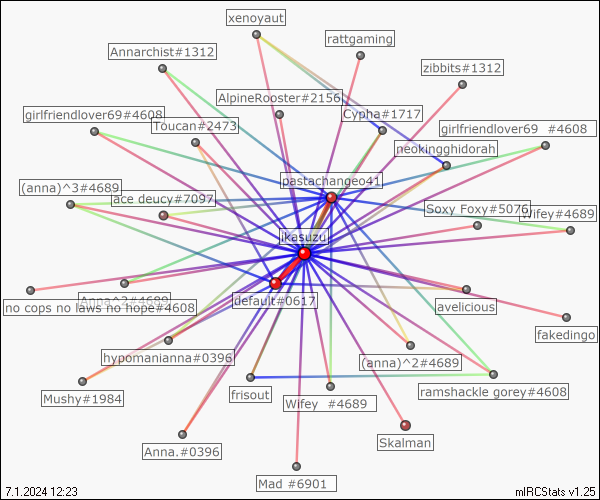 xenoyaut
rattgaming
Annarchist#1312
zibbits#1312
AlpineRooster#2156
girlfriendlover69#4608
Cypha#1717
Toucan#2473
girlfriendlover69 #4608
neoxingghidorah
pastachangeo41
(anna)^3#4689
ace deucy#7097
Soxy Foxy#5076
Wifey#4689
ikasuzu
Anna^2#4689
default#0617
no cops no laws no hope#4608
avelicious
fakedingo
hypomanianna#0396
(anna)^2#4689
Mushy#1984
frisout
ramshackle gorey#4608
Wifey #4689
Anna.#0396
Skalman
Mad #6901
7.1.2024 12:23
mIRCStats v1.25